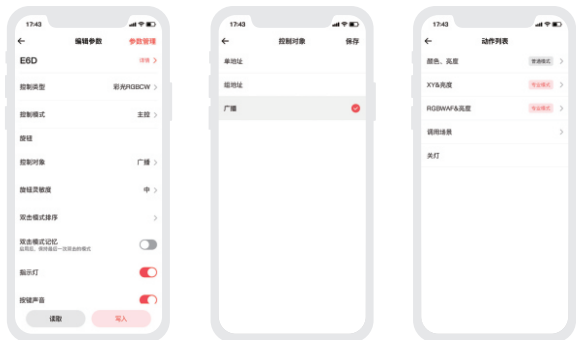 17:43
编辑参数
参数管理
E6D
详情
控制类型
彩光RGBCW
控制模式
主控
旋钮
控制对象
广播
旋钮灵敏度
中
双击模式排序
双击模式记忆
指示灯
按键声音
读取
写入
17:43
控制对象
保存
单地址
组地址
广播
17:43
动作列表
颜色、亮度
普通模式
XY&亮度
专业模式
RGBWAF&亮度
专业模式
调用场景
关灯